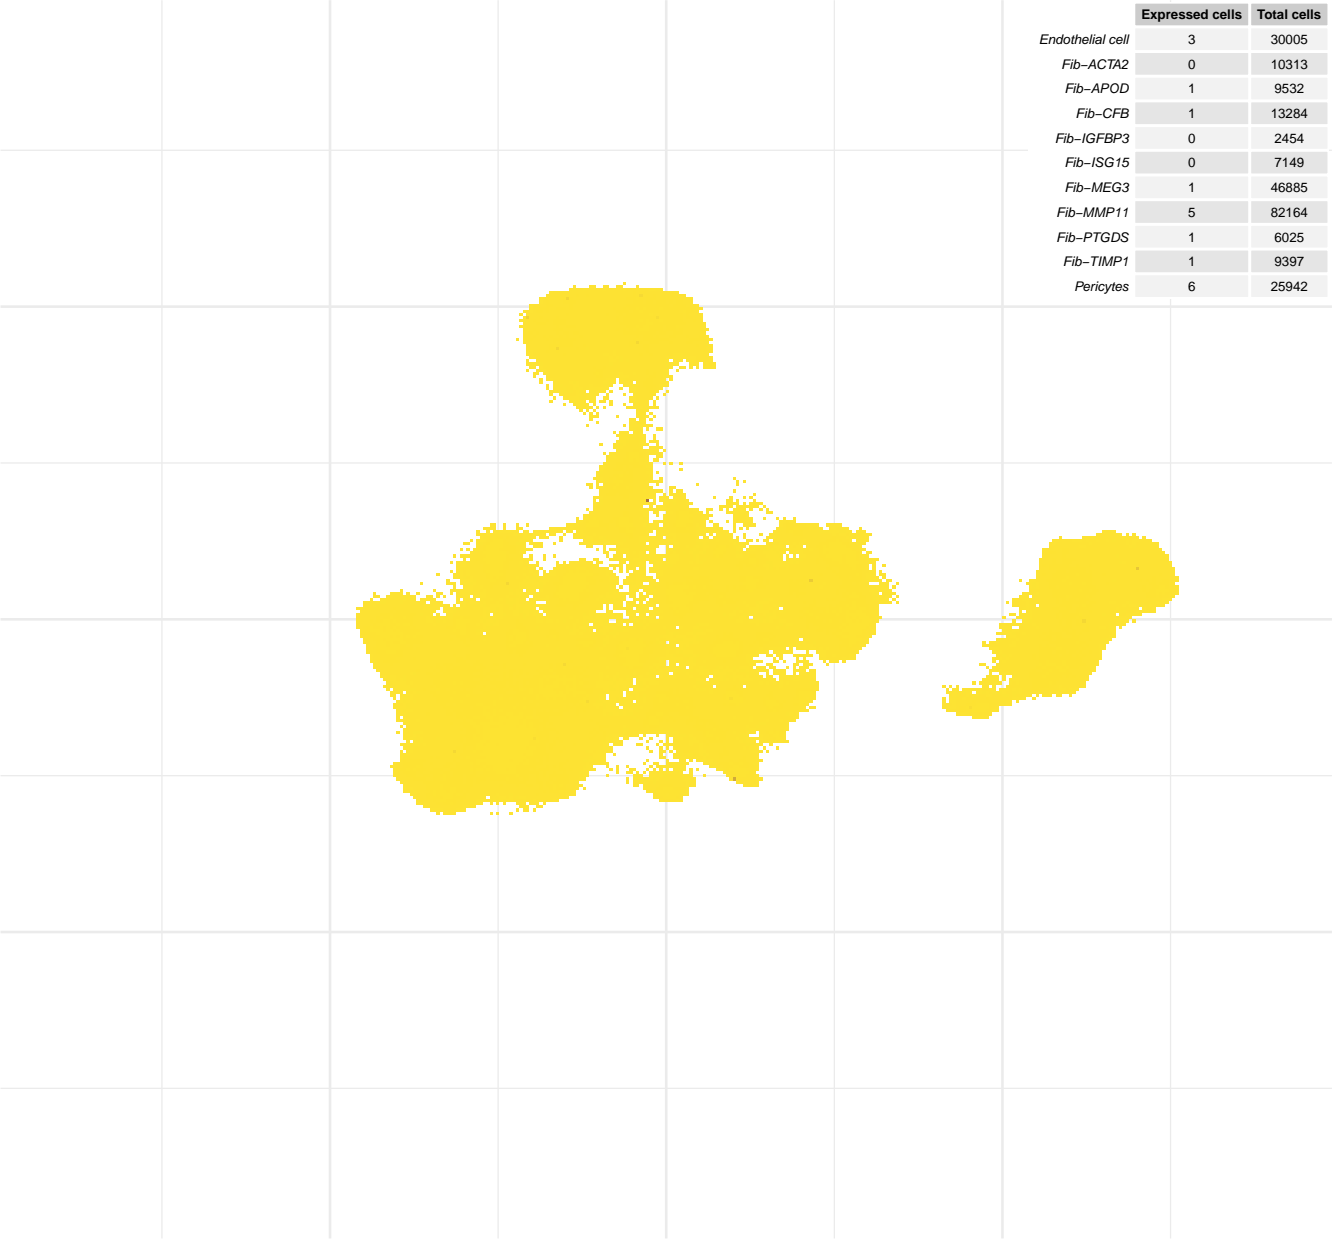 Expressed cells Total cells
Endothelial cell 3 30005
Fib−ACTA2 0 10313
Fib−APOD 1 9532
Fib−CFB 1 13284
Fib−IGFBP3 0 2454
Fib−ISG15 0 7149
Fib−MEG3 1 46885
Fib−MMP11 5 82164
Fib−PTGDS 1 6025
Fib−TIMP1 1 9397
Pericytes 6 25942